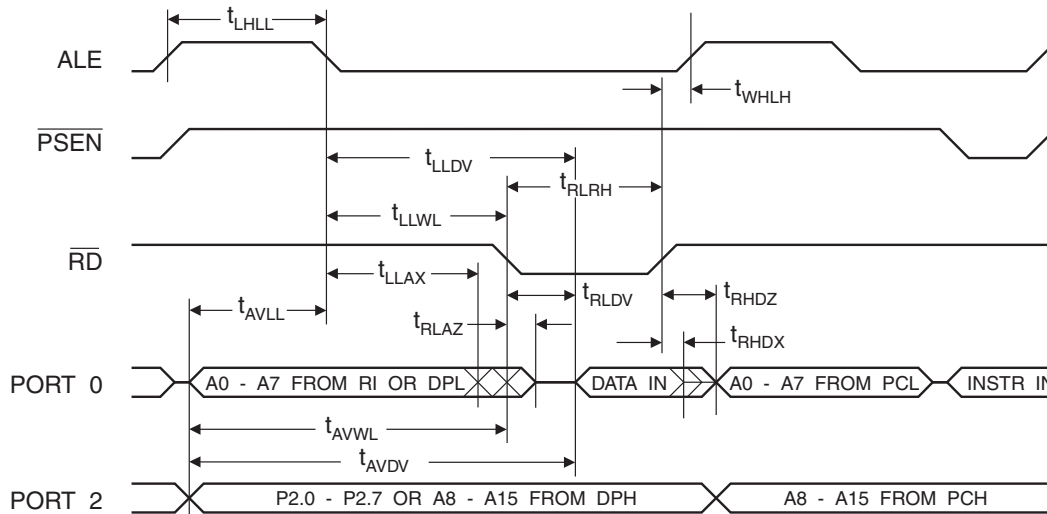 tLHLL
ALE
tWHLH
PSEN
tLLDV
tRLRH
tLLWL
RD
tLLAX
tRLDV
tRHDZ
tAVLL
tRLAZ
tRHDX
PORT 0
A0 - A7 FROM RI OR DPL
DATA IN
A0 - A7 FROM PCL
INSTR IN
tAVWL
tAVDV
PORT 2
P2.0 - P2.7 OR A8 - A15 FROM DPH
A8 - A15 FROM PCH